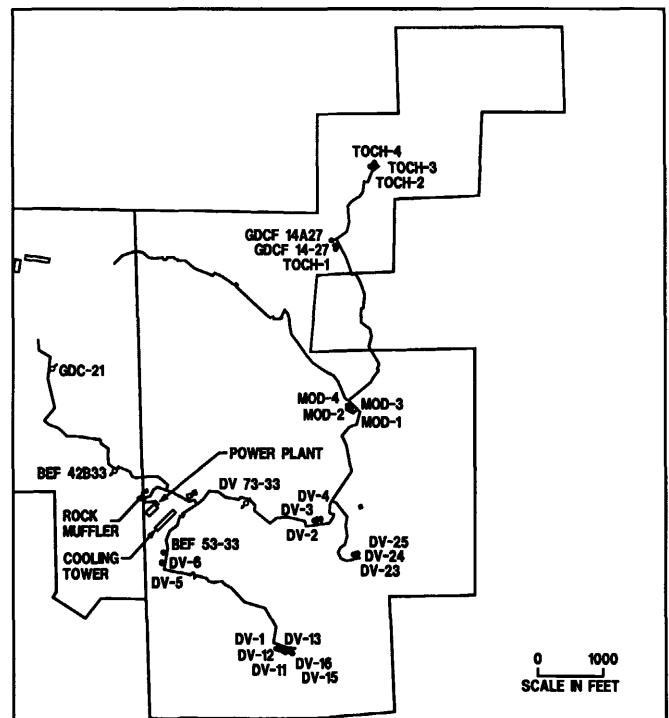 TOCH-4
TOCH-3
TOCH-2
GDCF 14A27
GDCF 14-27
TOCH-1
GDC-21
MOD-4
MOD-3
MOD-2
MOD-1
POWER PLANT
BEF 42B33
DV 73-33
DV-4
DV-3
DV-2
ROCK
MUFFLER
DV-25
DV-24
DV-23
BEF 53-33
COOLING
TOWER
DV-6
DV-5
DV-1
DV-13
DV-12
DV-16
DV-11
DV-15
0 1000
SCALE IN FEET